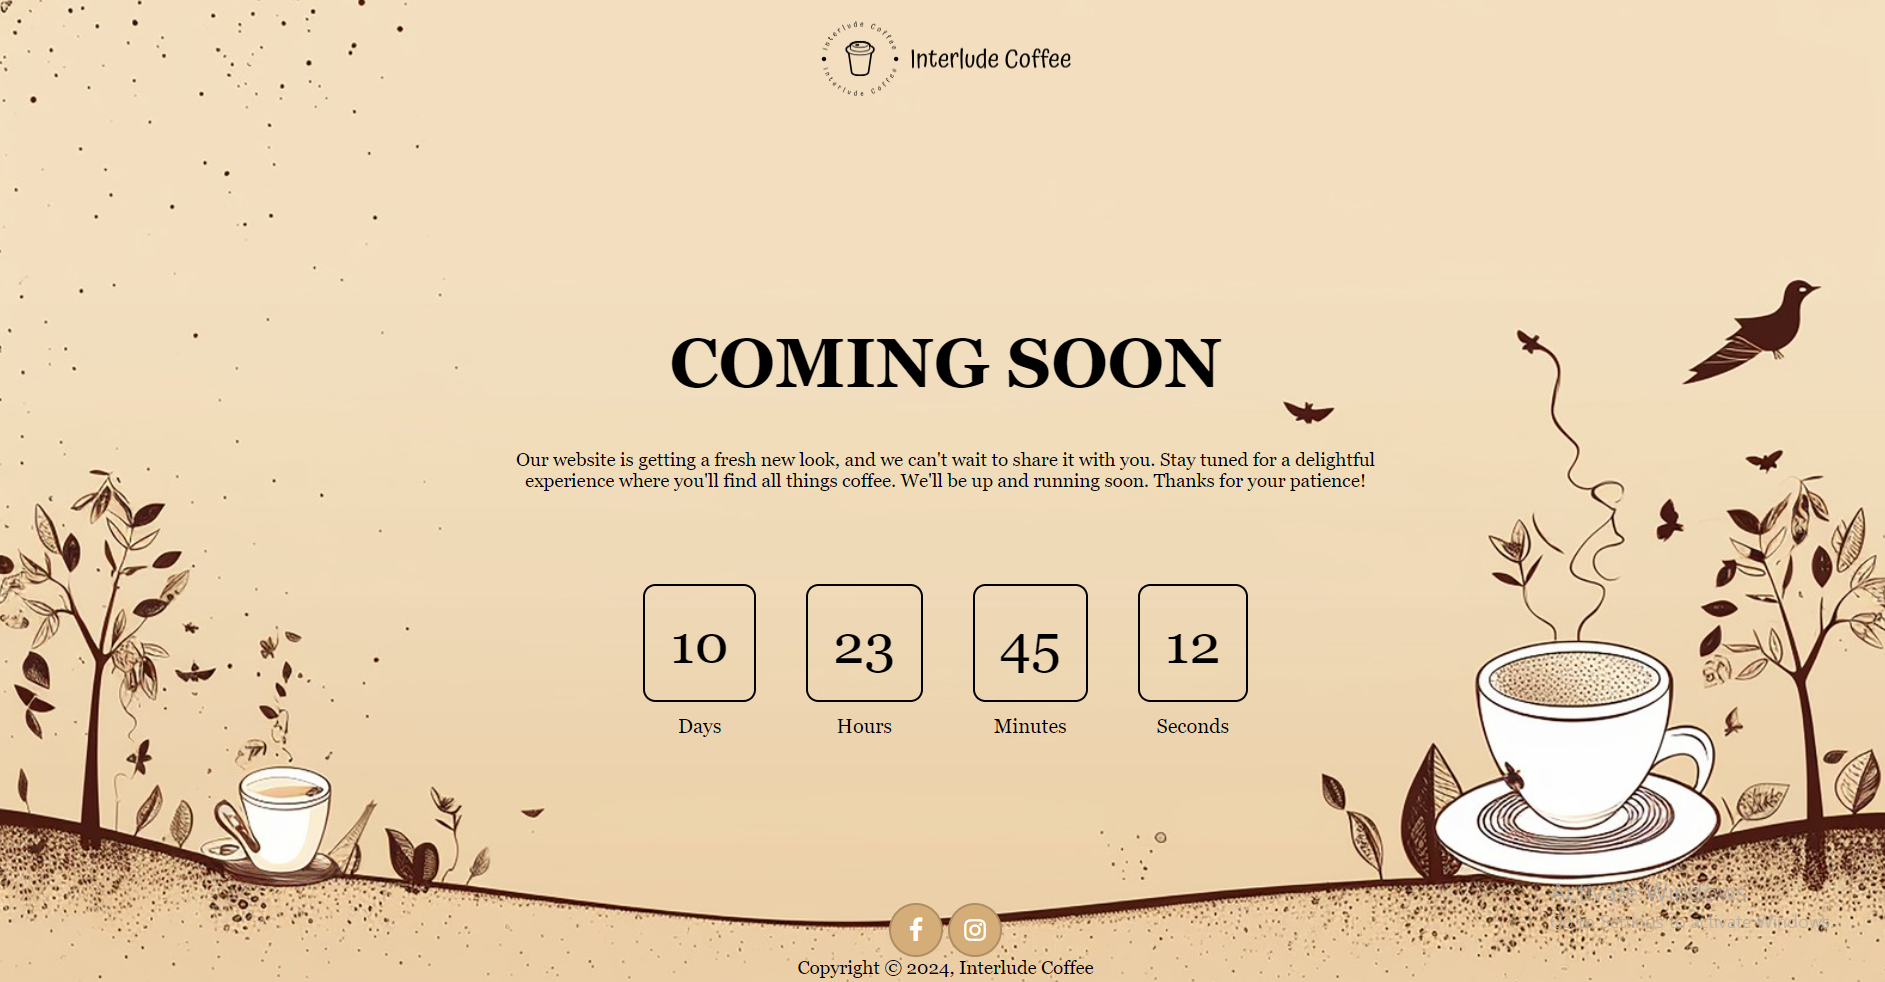 Interlude Coffee
Interlude Coffee
Interlude Coffee
COMING SOON
Our website is getting a fresh new look, and we can't wait to share it with you. Stay tuned for a delightful
experience where you'll find all things coffee. We'll be up and running soon. Thanks for your patience!
10 23 45 12
Days Hours Minutes Seconds
Activate Windows
Go to Settings to activate Windows.
Copyright © 2024, Interlude Coffee